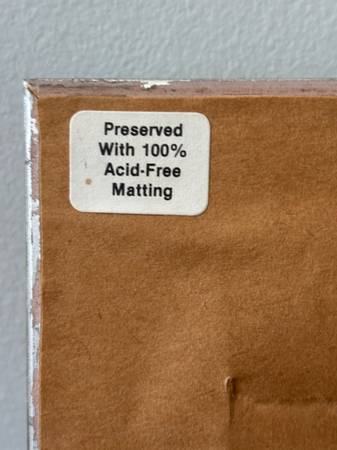 Preserved
With 100%
Acid-Free
Matting